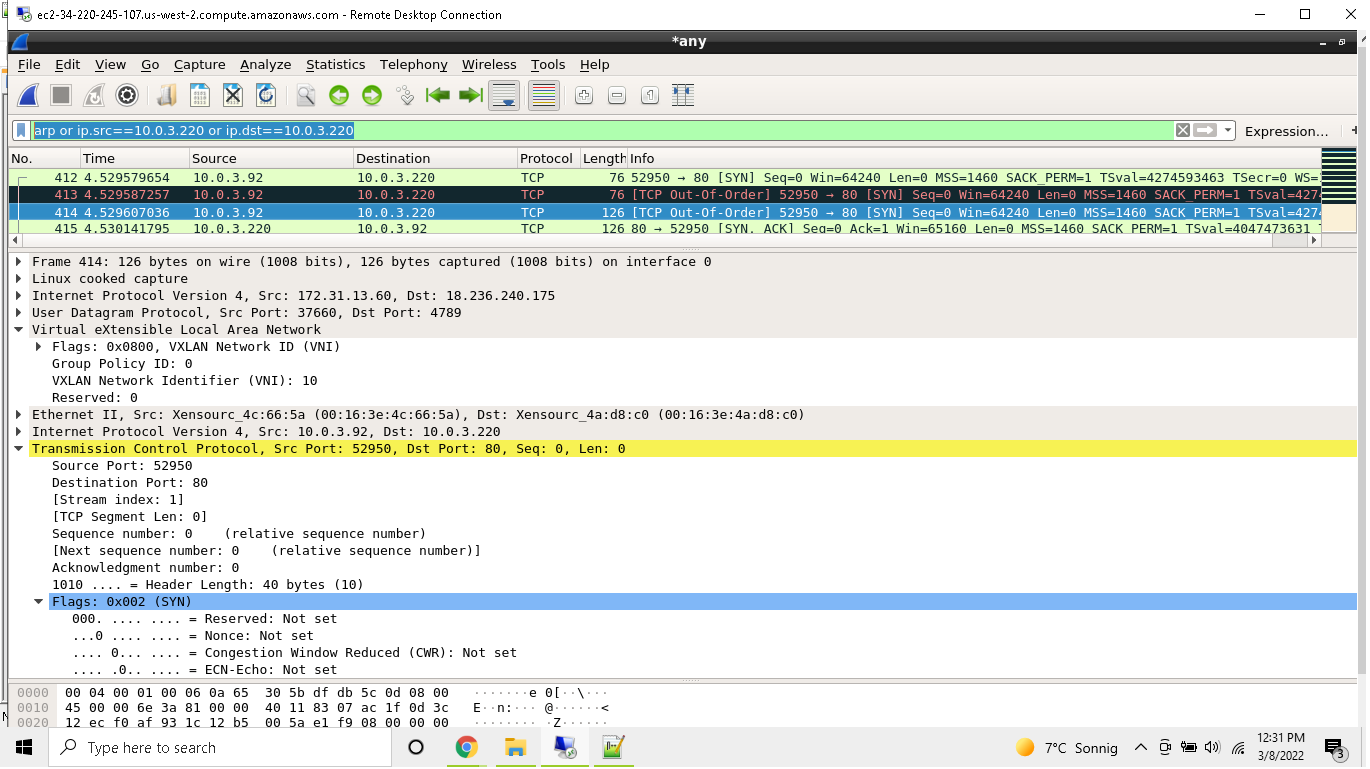 ec2-34-220-245-107.us-west-2.compute.amazonaws.com - Remote Desktop Connection
*any
File Edit View Go Capture Analyze Statistics Telephony Wireless Tools Help
arp or ip.src==10.0.3.220 or ip.dst==10.0.3.220 Expression… +
No. Time Source Destination Protocol Length Info
412 4.529579654 10.0.3.92 10.0.3.220 TCP 76 52950 → 80 [SYN] Seq=0 Win=64240 Len=0 MSS=1460 SACK_PERM=1 TSval=4274593463 TSecr=0 WS=1
413 4.529587257 10.0.3.92 10.0.3.220 TCP 76 [TCP Out-Of-Order] 52950 → 80 [SYN] Seq=0 Win=64240 Len=0 MSS=1460 SACK_PERM=1 TSval=427
414 4.529607036 10.0.3.92 10.0.3.220 TCP 126 [TCP Out-Of-Order] 52950 → 80 [SYN] Seq=0 Win=64240 Len=0 MSS=1460 SACK_PERM=1 TSval=427
415 4.530141795 10.0.3.220 10.0.3.92 TCP 126 80 → 52950 [SYN, ACK] Seq=0 Ack=1 Win=65160 Len=0 MSS=1460 SACK_PERM=1 TSval=4047473631
Frame 414: 126 bytes on wire (1008 bits), 126 bytes captured (1008 bits) on interface 0
Linux cooked capture
Internet Protocol Version 4, Src: 172.31.13.60, Dst: 18.236.240.175
User Datagram Protocol, Src Port: 37660, Dst Port: 4789
Virtual eXtensible Local Area Network
Flags: 0x0800, VXLAN Network ID (VNI)
Group Policy ID: 0
VXLAN Network Identifier (VNI): 10
Reserved: 0
Ethernet II, Src: Xensourc_4c:66:5a (00:16:3e:4c:66:5a), Dst: Xensourc_4a:d8:c0 (00:16:3e:4a:d8:c0)
Internet Protocol Version 4, Src: 10.0.3.92, Dst: 10.0.3.220
Transmission Control Protocol, Src Port: 52950, Dst Port: 80, Seq: 0, Len: 0
Source Port: 52950
Destination Port: 80
[Stream index: 1]
[TCP Segment Len: 0]
Sequence number: 0 (relative sequence number)
[Next sequence number: 0 (relative sequence number)]
Acknowledgment number: 0
1010 .... = Header Length: 40 bytes (10)
Flags: 0x002 (SYN)
000. .... .... = Reserved: Not set
...0 .... .... = Nonce: Not set
.... 0... .... = Congestion Window Reduced (CWR): Not set
.... .0.. .... = ECN-Echo: Not set
0000 00 04 00 01 00 06 0a 65 30 5b df db 5c 0d 08 00 ·······e 0[··\···
0010 45 00 00 6e 3a 81 00 00 40 11 83 07 ac 1f 0d 3c E··n:··· @······<
0020 12 ec f0 af 93 1c 12 b5 00 5a e1 f9 08 00 00 00 ········ ·Z······
Type here to search
7°C Sonnig
12:31 PM
3/8/2022
3